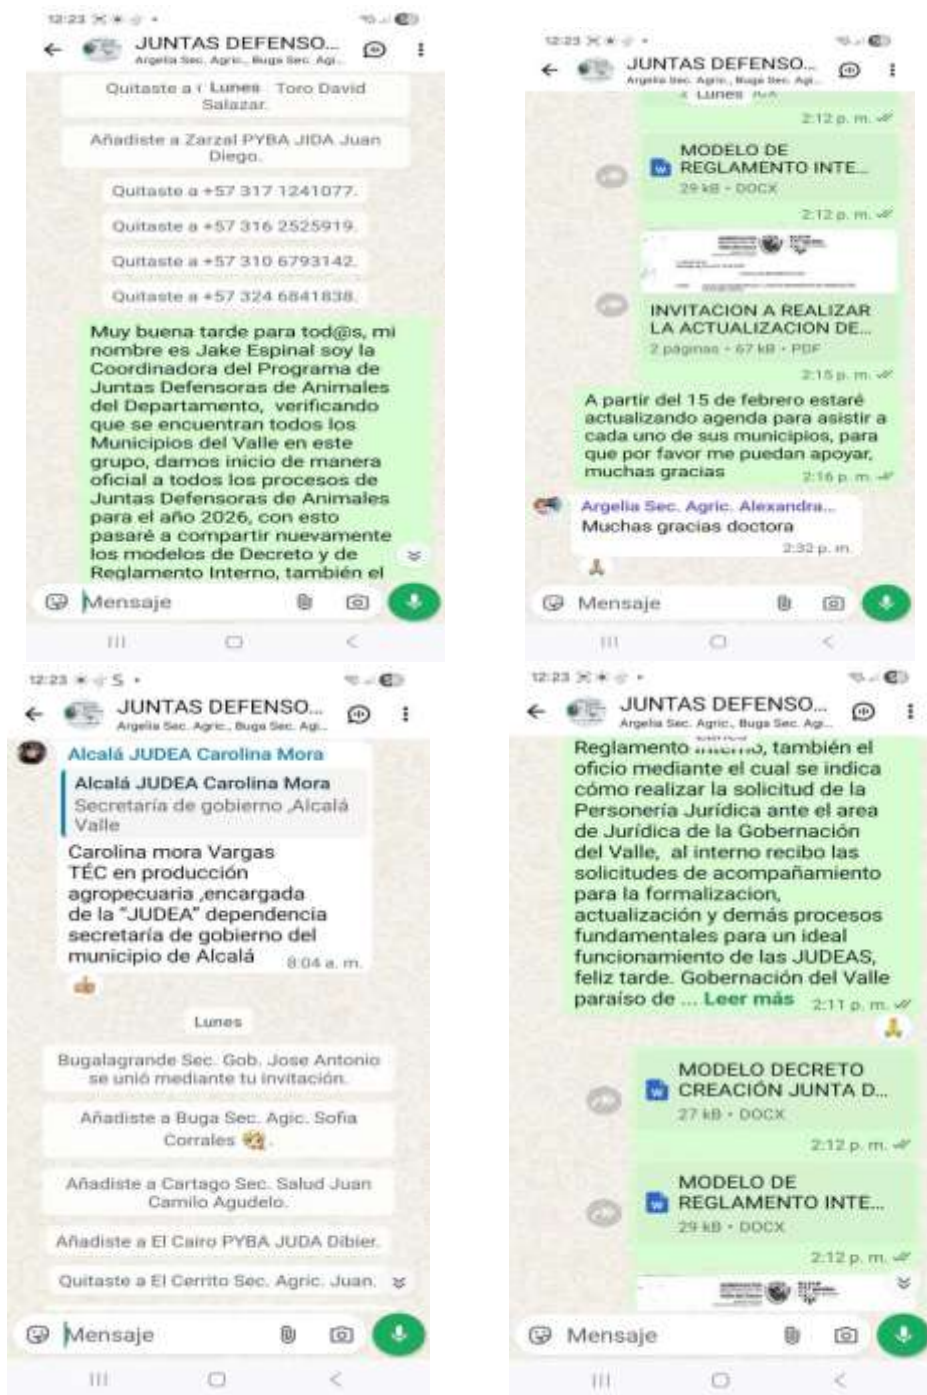 12:23
JUNTAS DEFENSO...
Argelia Sec. Agric., Buga Sec. Agi...
Quitaste a Lunes Toro David
Salazar.
Añadiste a Zarzal PYBA JIDA Juan
Diego.
Quitaste a +57 317 1241077.
Quitaste a +57 316 2525919.
Quitaste a +57 310 6793142.
Quitaste a +57 324 6841838.
Muy buena tarde para tod@s, mi
nombre es Jake Espinal soy la
Coordinadora del Programa de
Juntas Defensoras de Animales
del Departamento, verificando
que se encuentran todos los
Municipios del Valle en este
grupo, damos inicio de manera
oficial a todos los procesos de
Juntas Defensoras de Animales
para el año 2026, con esto
pasaré a compartir nuevamente
los modelos de Decreto y de
Reglamento Interno, también el
Mensaje
12:23
JUNTAS DEFENSO...
Argelia Sec. Agric., Buga Sec. Agi...
Lunes
2:12 p. m.
MODELO DE
REGLAMENTO INTE...
29 kB • DOCX
2:12 p. m.
INVITACION A REALIZAR
LA ACTUALIZACION DE...
2 páginas • 67 kB • PDF
2:15 p. m.
A partir del 15 de febrero estaré
actualizando agenda para asistir a
cada uno de sus municipios, para
que por favor me puedan apoyar,
muchas gracias
2:16 p. m.
Argelia Sec. Agric. Alexandra...
Muchas gracias doctora
2:32 p. m.
Mensaje
12:23 S
JUNTAS DEFENSO...
Argelia Sec. Agric., Buga Sec. Agi...
Alcalá JUDEA Carolina Mora
Alcalá JUDEA Carolina Mora
Secretaría de gobierno ,Alcalá
Valle
Carolina mora Vargas
TÉC en producción
agropecuaria ,encargada
de la "JUDEA" dependencia
secretaría de gobierno del
municipio de Alcalá
8:04 a. m.
Lunes
Bugalagrande Sec. Gob. Jose Antonio
se unió mediante tu invitación.
Añadiste a Buga Sec. Agic. Sofia
Corrales
Añadiste a Cartago Sec. Salud Juan
Camilo Agudelo.
Añadiste a El Cairo PYBA JUDA Dibier.
Quitaste a El Cerrito Sec. Agric. Juan.
Mensaje
12:23
JUNTAS DEFENSO...
Argelia Sec. Agric., Buga Sec. Agi...
Reglamento Interno, también el
oficio mediante el cual se indica
cómo realizar la solicitud de la
Personería Jurídica ante el area
de Jurídica de la Gobernación
del Valle, al interno recibo las
solicitudes de acompañamiento
para la formalizacion,
actualización y demás procesos
fundamentales para un ideal
funcionamiento de las JUDEAS,
feliz tarde. Gobernación del Valle
paraíso de ... Leer más
2:11 p. m.
MODELO DECRETO
CREACIÓN JUNTA D...
27 kB • DOCX
2:12 p. m.
MODELO DE
REGLAMENTO INTE...
29 kB • DOCX
2:12 p. m.
Mensaje